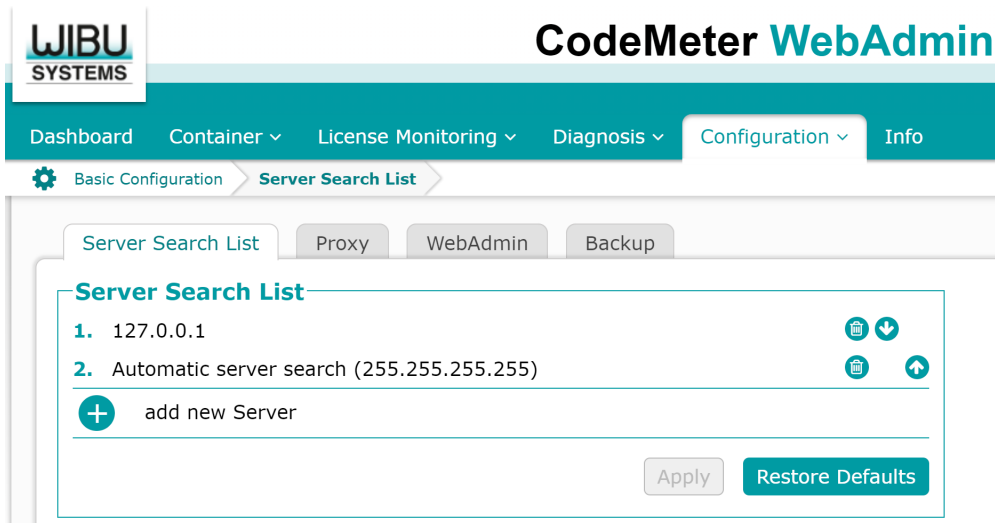 WIBU
SYSTEMS
CodeMeter WebAdmin
Dashboard Container License Monitoring Diagnosis Configuration Info
Basic Configuration Server Search List
Server Search List Proxy WebAdmin Backup
Server Search List
1. 127.0.0.1
2. Automatic server search (255.255.255.255)
add new Server
Apply Restore Defaults